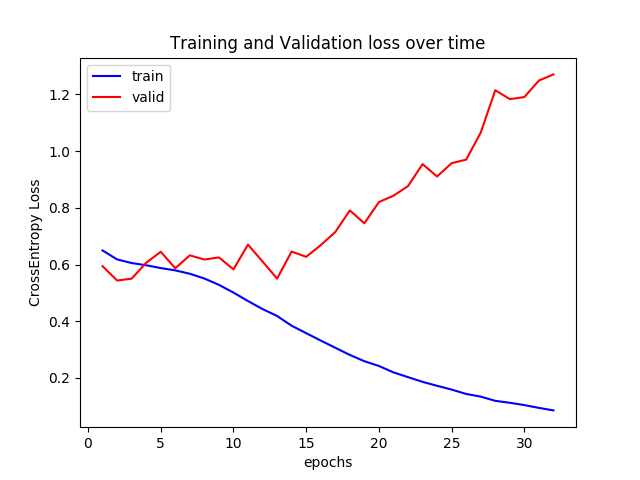 Training and Validation loss over time
train
valid
CrossEntropy Loss
1.2
1.0
0.8
0.6
0.4
0.2
0 5 10 15 20 25 30
epochs